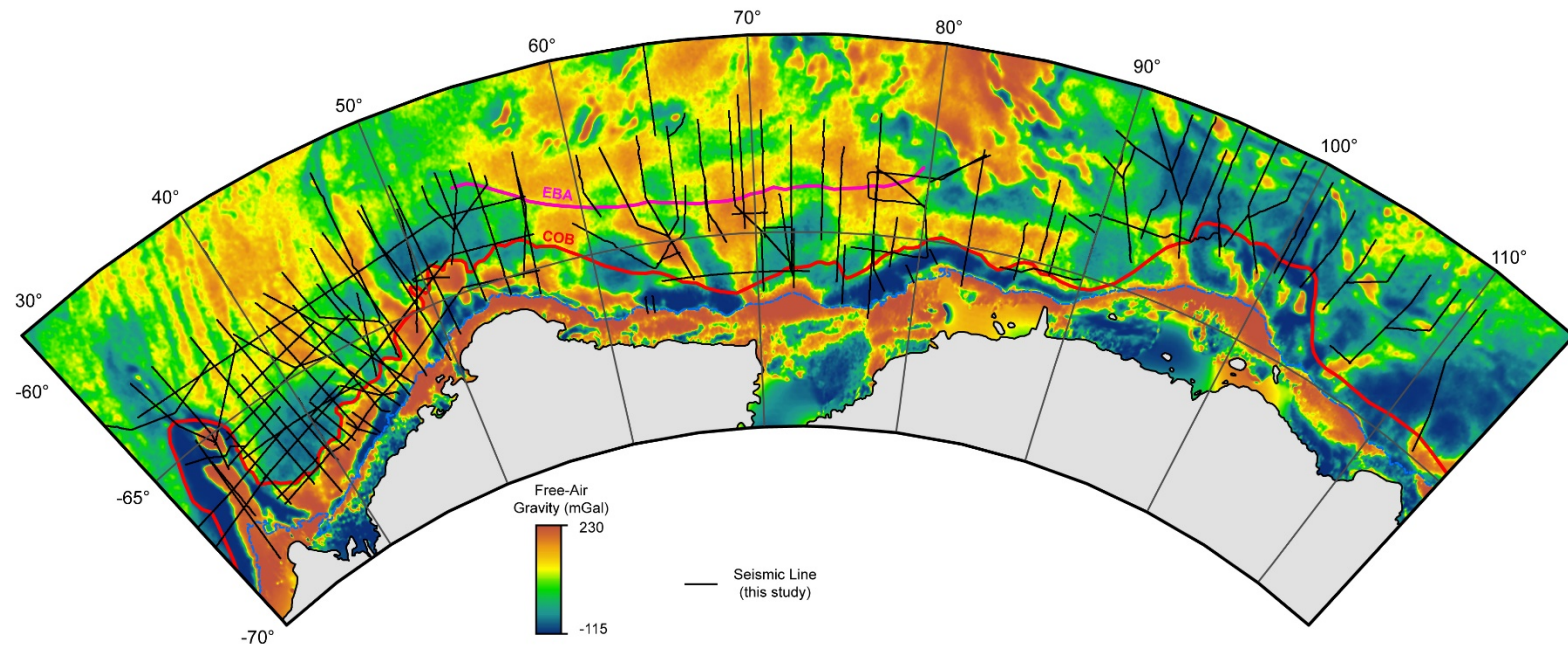 70°
60°
80°
50°
90°
40°
100°
30°
110°
EBA
COB
-60°
-65°
-70°
Free-Air
Gravity (mGal)
230
-115
Seismic Line
(this study)